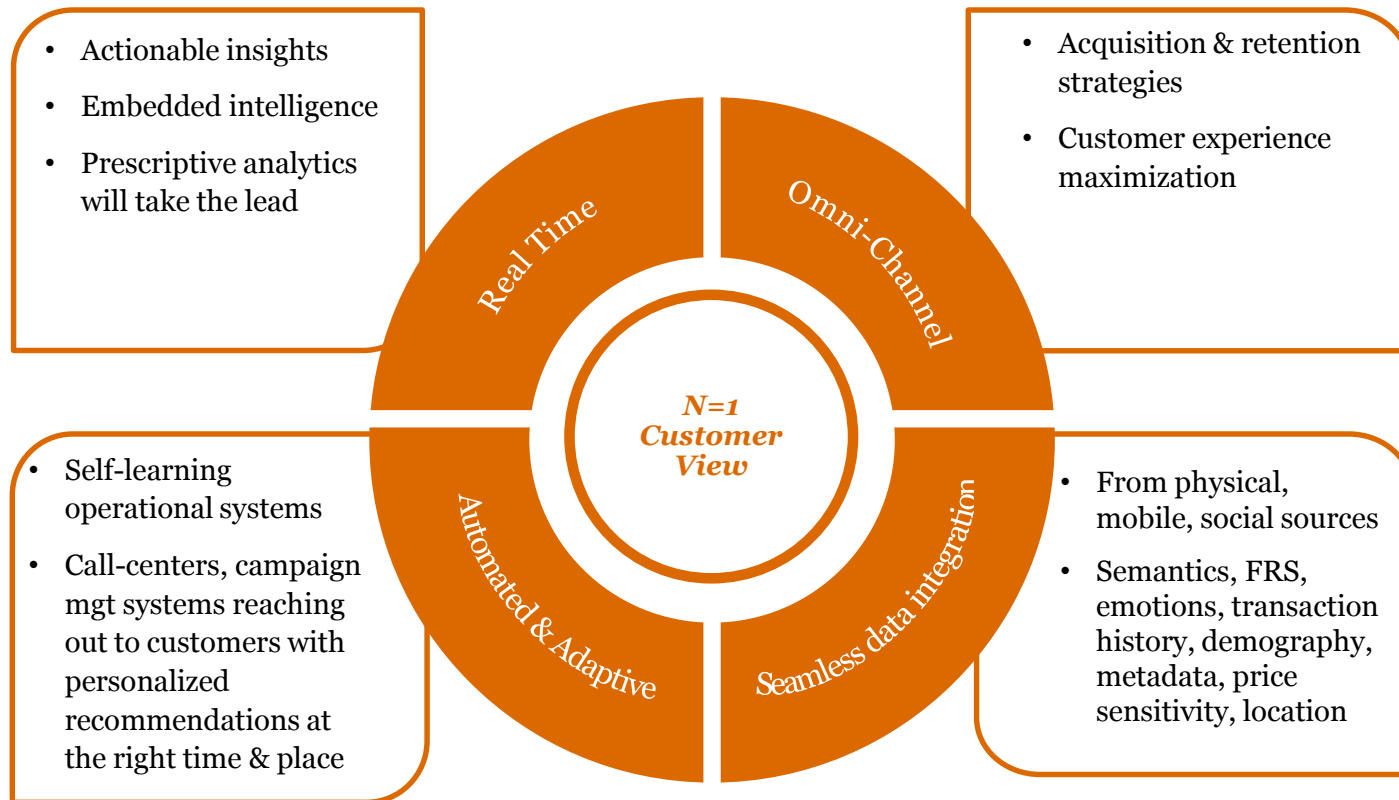 • Actionable insights
• Embedded intelligence
• Prescriptive analytics
will take the lead
• Acquisition & retention
strategies
• Customer experience
maximization
Real Time
Omni-Channel
N=1
Customer
View
Automated & Adaptive
Seamless data integration
• Self-learning
operational systems
• Call-centers, campaign
mgt systems reaching
out to customers with
personalized
recommendations at
the right time & place
• From physical,
mobile, social sources
• Semantics, FRS,
emotions, transaction
history, demography,
metadata, price
sensitivity, location